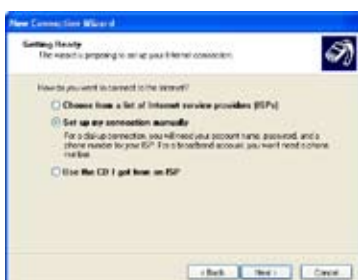 New Connection Wizard
Getting Ready
The wizard is preparing to set up your Internet connection.
How do you want to connect to the Internet?
Choose from a list of Internet service providers (ISPs)
Set up my connection manually
For a dial-up connection, you will need your account name, password, and a
phone number for your ISP. For a broadband account, you won't need a phone
number.
Use the CD I got from an ISP
< Back
Next >
Cancel